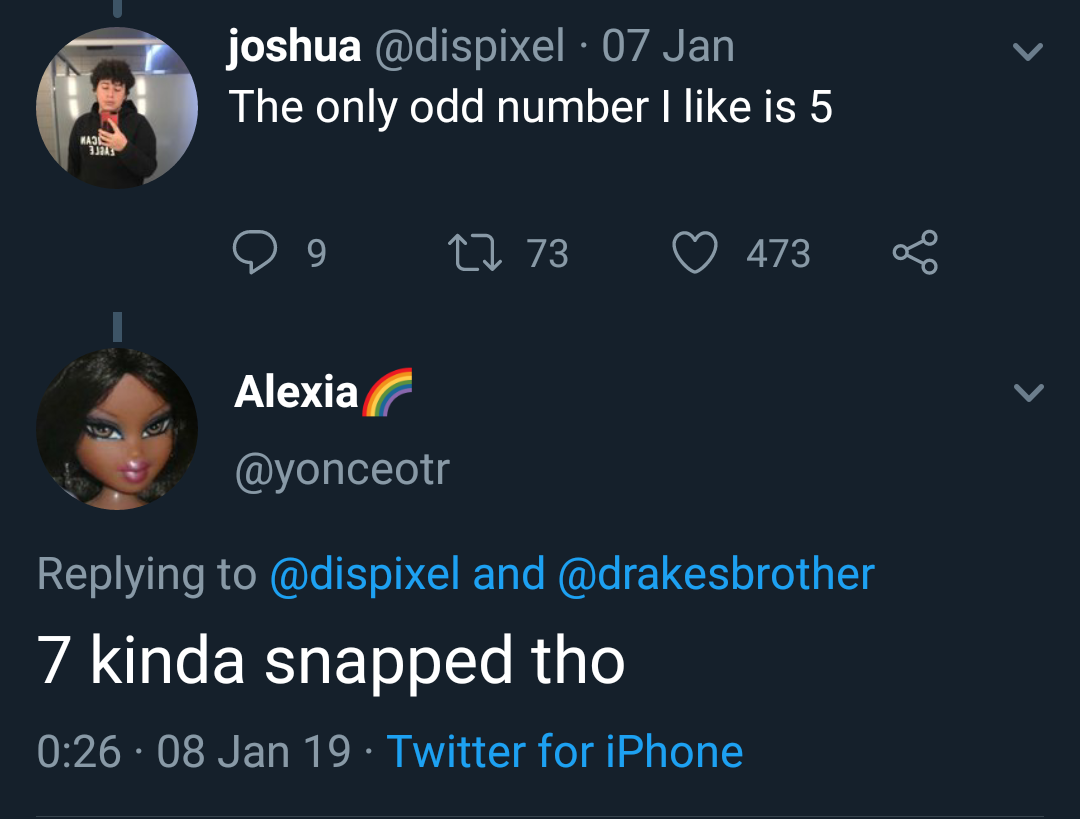 joshua @dispixel · 07 Jan
The only odd number I like is 5
9 73 473
Alexia🌈
@yonceotr
Replying to @dispixel and @drakesbrother
7 kinda snapped tho
0:26 · 08 Jan 19 · Twitter for iPhone